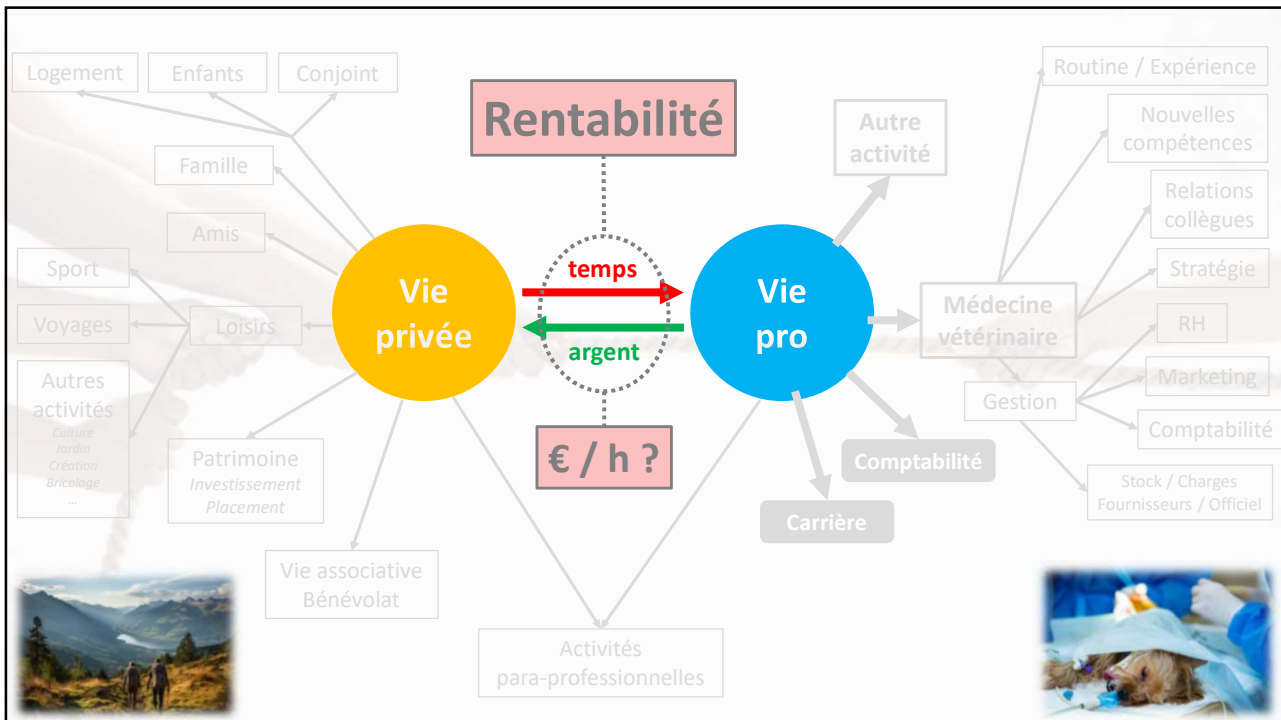 Logement
Enfants
Conjoint
Famille
Amis
Sport
Voyages
Loisirs
Autres
activités
Culture
Jardin
Création
Bricolage
...
Patrimoine
Investissement
Placement
Vie associative
Bénévolat
Vie
privée
Rentabilité
temps
argent
€ / h ?
Vie
pro
Activités
para-professionnelles
Autre
activité
Médecine
vétérinaire
Comptabilité
Carrière
Routine / Expérience
Nouvelles
compétences
Relations
collègues
Stratégie
Gestion
RH
Marketing
Comptabilité
Stock / Charges
Fournisseurs / Officiel